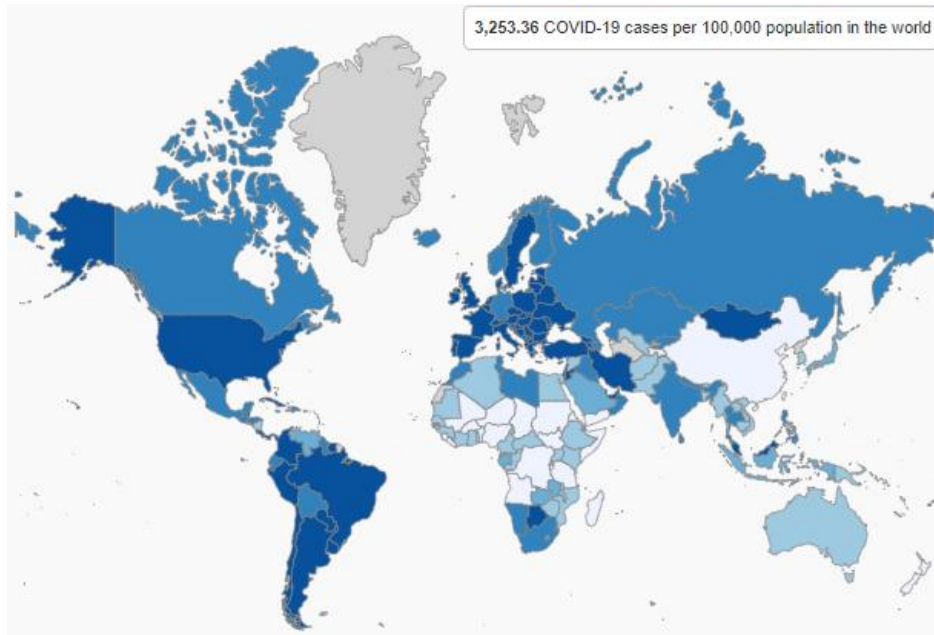 3,253.36 COVID-19 cases per 100,000 population in the world